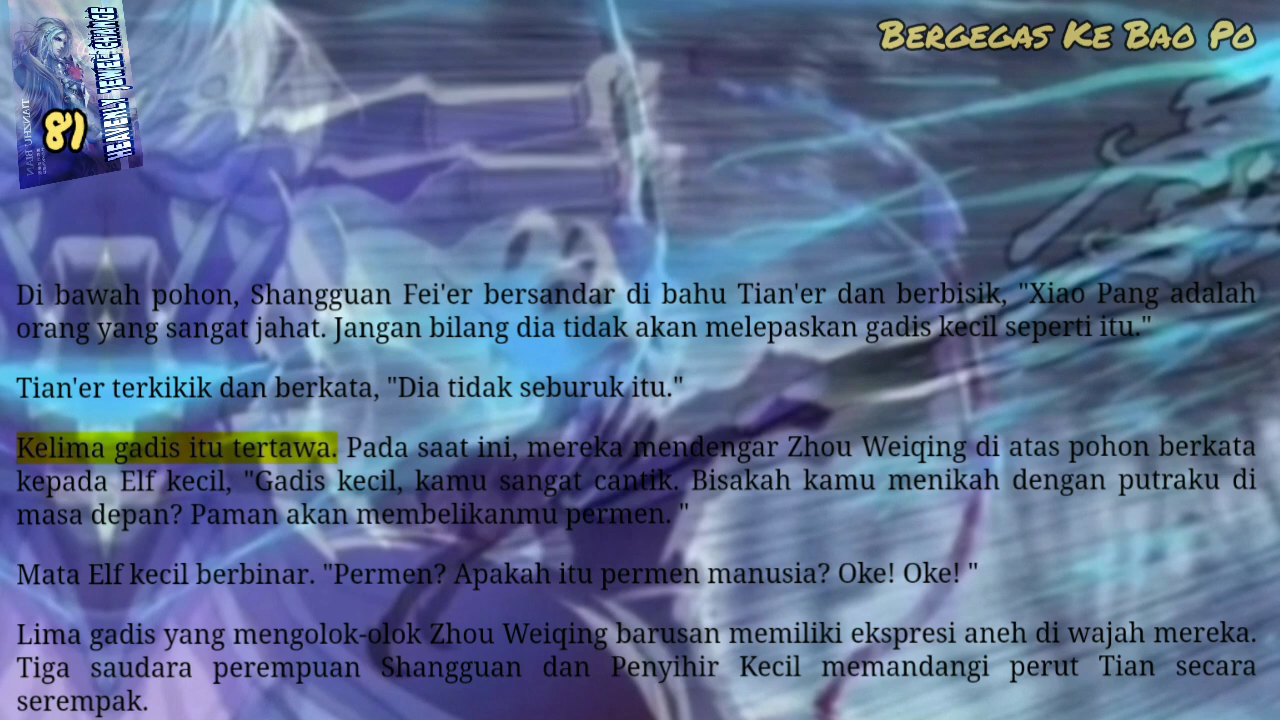 Bergegas Ke Bao Po
HEAVENLY JEWEL CHANGE
81
Di bawah pohon, Shangguan Fei'er bersandar di bahu Tian'er dan berbisik, "Xiao Pang adalah
orang yang sangat jahat. Jangan bilang dia tidak akan melepaskan gadis kecil seperti itu."
Tian'er terkikik dan berkata, "Dia tidak seburuk itu."
Kelima gadis itu tertawa. Pada saat ini, mereka mendengar Zhou Weiqing di atas pohon berkata
kepada Elf kecil, "Gadis kecil, kamu sangat cantik. Bisakah kamu menikah dengan putraku di
masa depan? Paman akan membelikanmu permen. "
Mata Elf kecil berbinar. "Permen? Apakah itu permen manusia? Oke! Oke! "
Lima gadis yang mengolok-olok Zhou Weiqing barusan memiliki ekspresi aneh di wajah mereka.
Tiga saudara perempuan Shangguan dan Penyihir Kecil memandangi perut Tian secara
serempak.